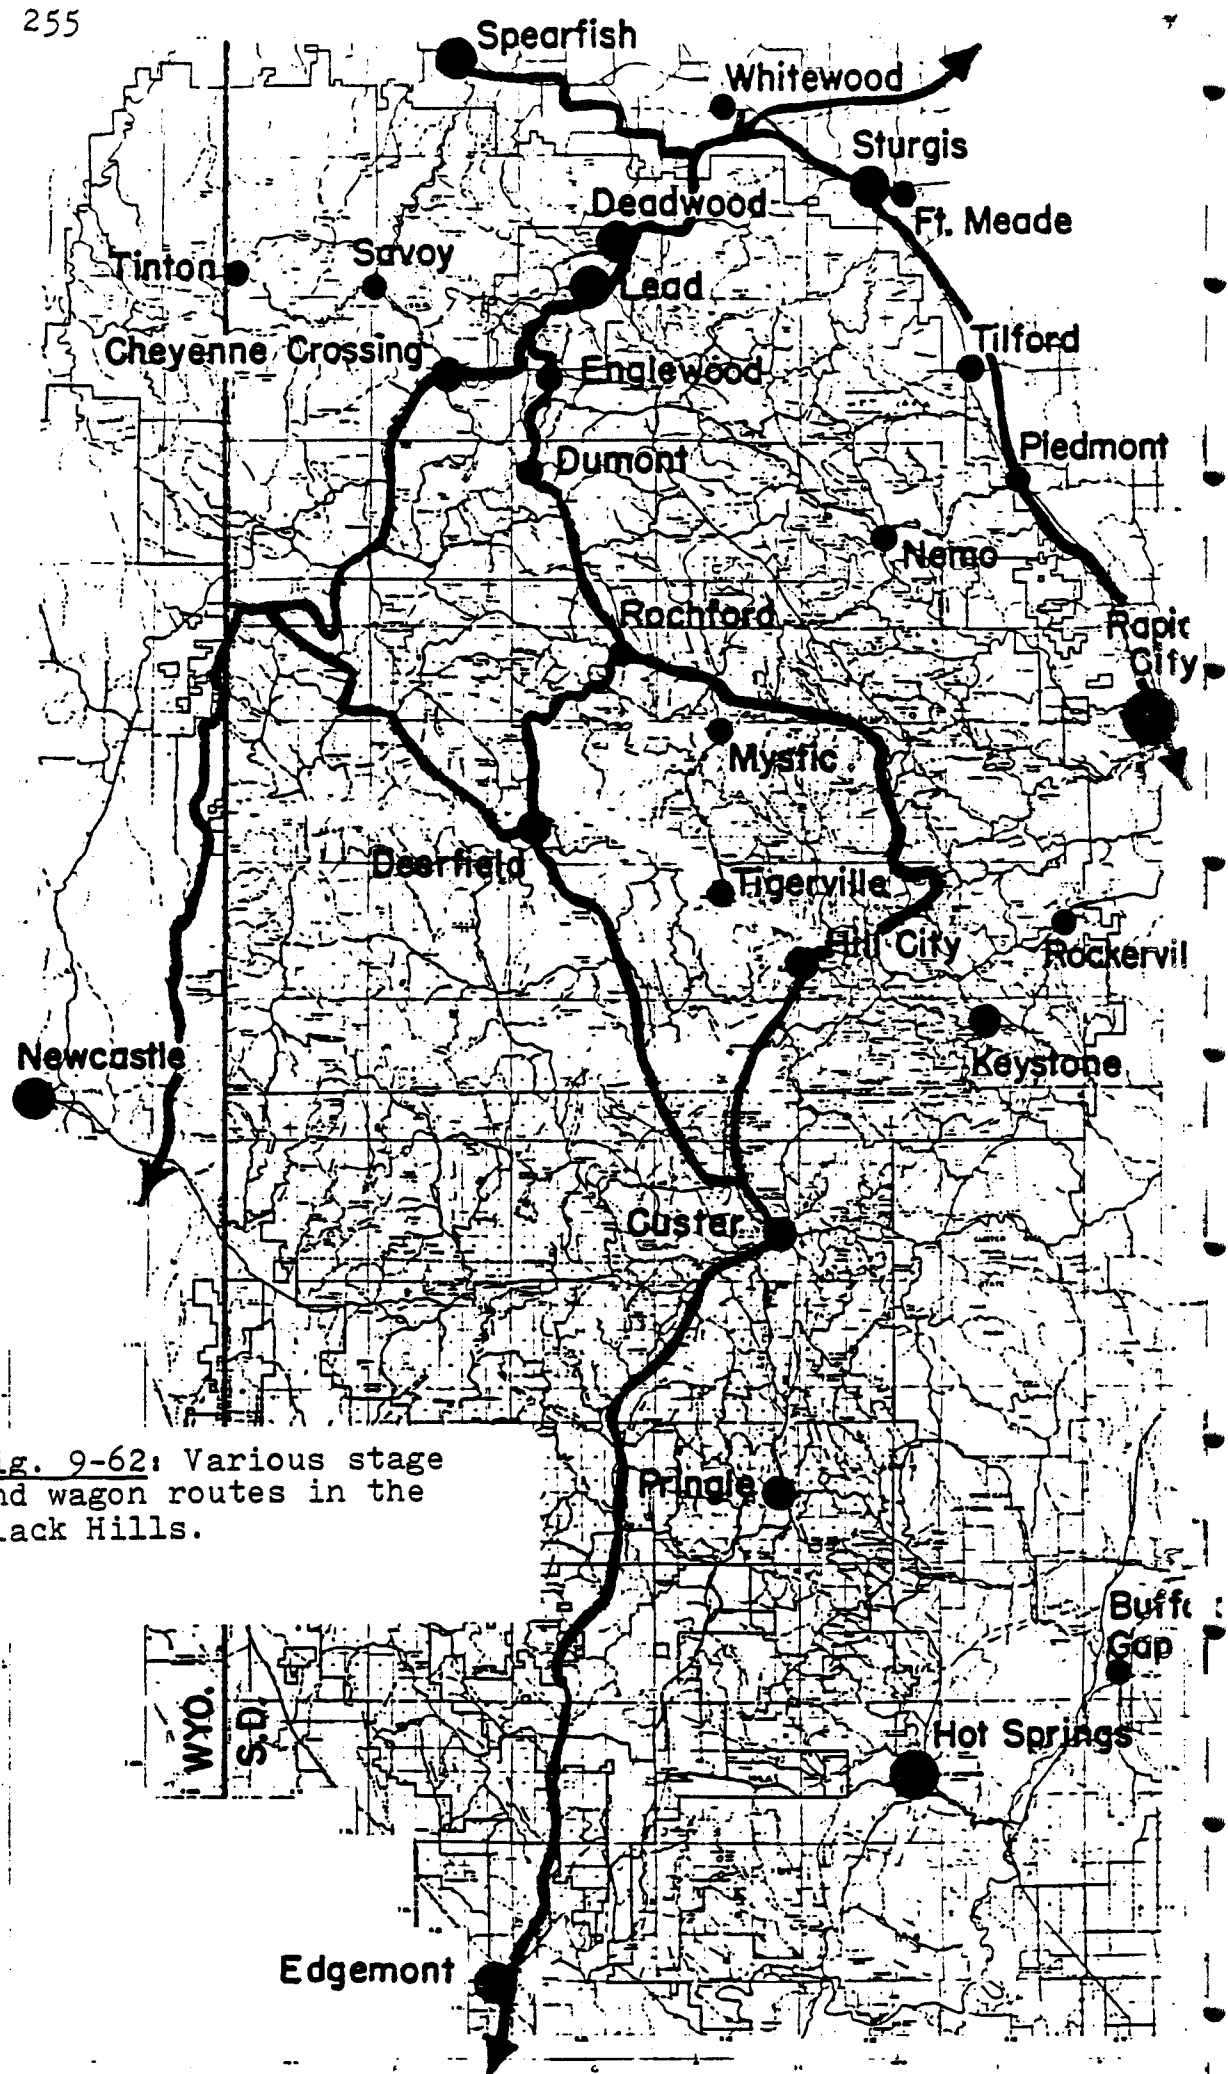 255
Spearfish
Whitewood
Sturgis
Deadwood
Ft. Meade
Tinton
Savoy
Lead
Tilford
Cheyenne Crossing
Englewood
Piedmont
Dumont
Nemo
Rochford
Rapic
City
Mystic
Deerfield
Tigerville
Hill City
Rockervil
Newcastle
Keystone
Custer
ig. 9-62: Various stage
nd wagon routes in the
lack Hills.
Pringle
Buff
Gap
WYO.
S.D.
Hot Springs
Edgemont